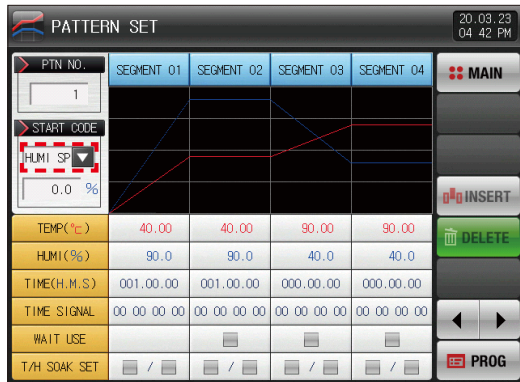 PATTERN SET
20.03.23
04 42 PM
PTN NO.
1
START CODE
HUMI SP
0.0 %
SEGMENT 01 SEGMENT 02 SEGMENT 03 SEGMENT 04
TEMP(℃) 40.00 40.00 90.00 90.00
HUMI(%) 90.0 90.0 40.0 40.0
TIME(H.M.S) 001.00.00 001.00.00 000.00.00 000.00.00
TIME SIGNAL 00 00 00 00 00 00 00 00 00 00 00 00 00 00 00 00
WAIT USE
T/H SOAK SET / / / /
MAIN
INSERT
DELETE
PROG